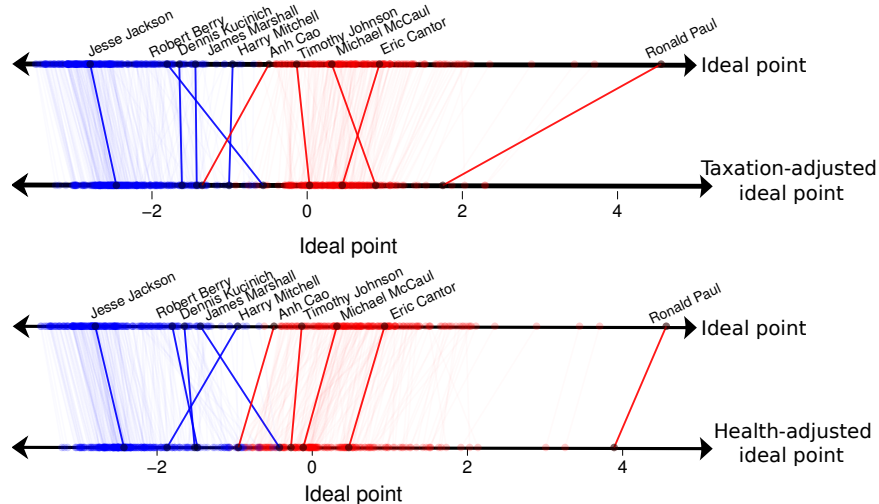 Jesse Jackson
Robert Berry
Dennis Kucinich
James Marshall
Harry Mitchell
Anh Cao
Timothy Johnson
Michael McCaul
Eric Cantor
Ronald Paul
Ideal point
Taxation-adjusted
ideal point
−2 0 2 4
Ideal point
Jesse Jackson
Robert Berry
Dennis Kucinich
James Marshall
Harry Mitchell
Anh Cao
Timothy Johnson
Michael McCaul
Eric Cantor
Ronald Paul
Ideal point
Health-adjusted
ideal point
−2 0 2 4
Ideal point